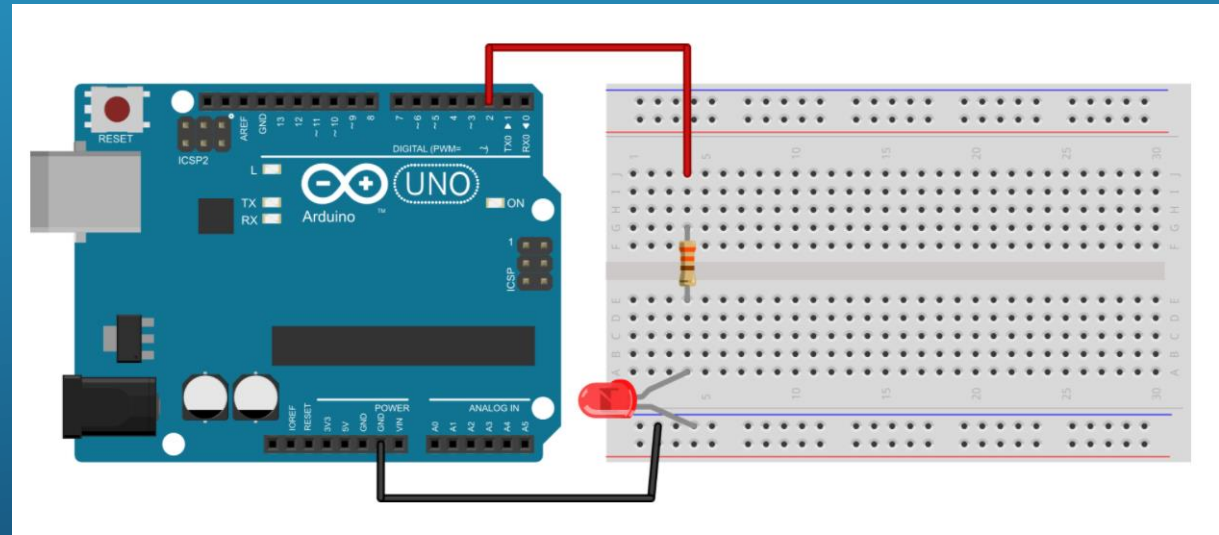 RESET
ICSP2
AREF
GND
13
12
~11
~10
~9
8
7
~6
~5
4
~3
2
TX0 ▶ 1
RX0 ◀ 0
DIGITAL (PWM= ~)
L
TX
RX
UNO
Arduino
TM
ON
1
ICSP
POWER
ANALOG IN
IOREF
RESET
3V3
5V
GND
GND
VIN
A0
A1
A2
A3
A4
A5
1
5
10
15
20
25
30
J
I
H
G
F
J
I
H
G
F
E
D
C
B
A
E
D
C
B
A
1
5
10
15
20
25
30